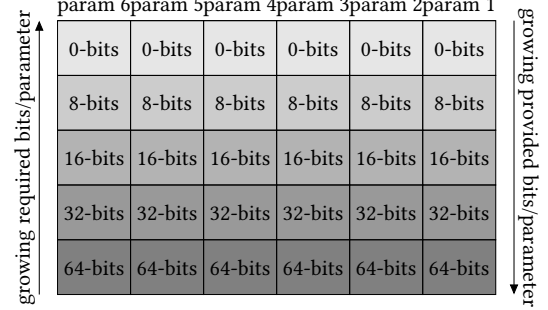 param 6param 5param 4param 3param 2param 1
growing required bits/parameter
0-bits 0-bits 0-bits 0-bits 0-bits 0-bits
8-bits 8-bits 8-bits 8-bits 8-bits 8-bits
16-bits 16-bits 16-bits 16-bits 16-bits 16-bits
32-bits 32-bits 32-bits 32-bits 32-bits 32-bits
64-bits 64-bits 64-bits 64-bits 64-bits 64-bits
growing provided bits/parameter